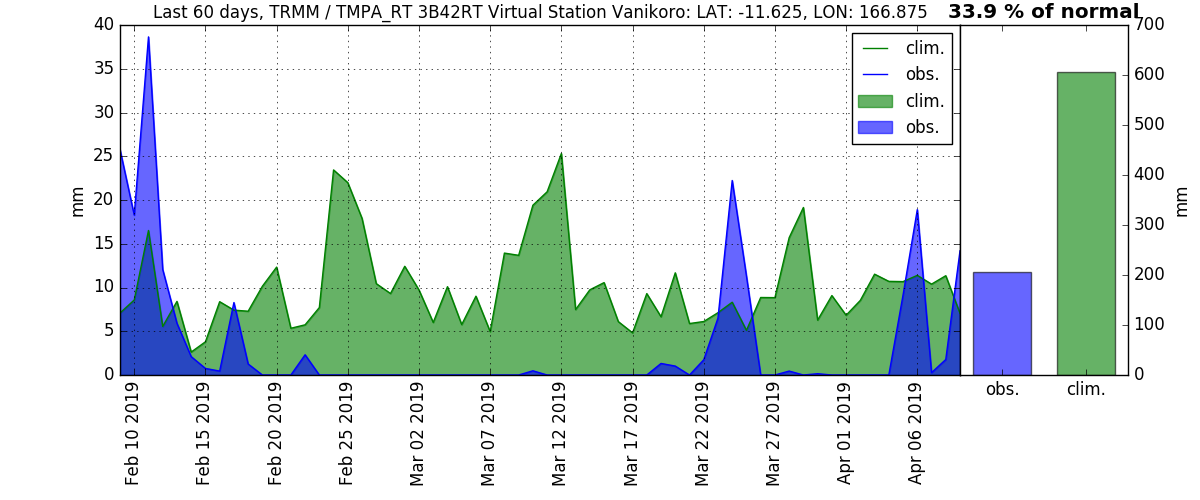 Last 60 days, TRMM / TMPA_RT 3B42RT Virtual Station Vanikoro: LAT: -11.625, LON: 166.875
33.9 % of normal
40
35
30
25
20
15
10
5
0
mm
clim.
obs.
clim.
obs.
Feb 10 2019
Feb 15 2019
Feb 20 2019
Feb 25 2019
Mar 02 2019
Mar 07 2019
Mar 12 2019
Mar 17 2019
Mar 22 2019
Mar 27 2019
Apr 01 2019
Apr 06 2019
700
600
500
400
300
200
100
0
mm
obs.
clim.